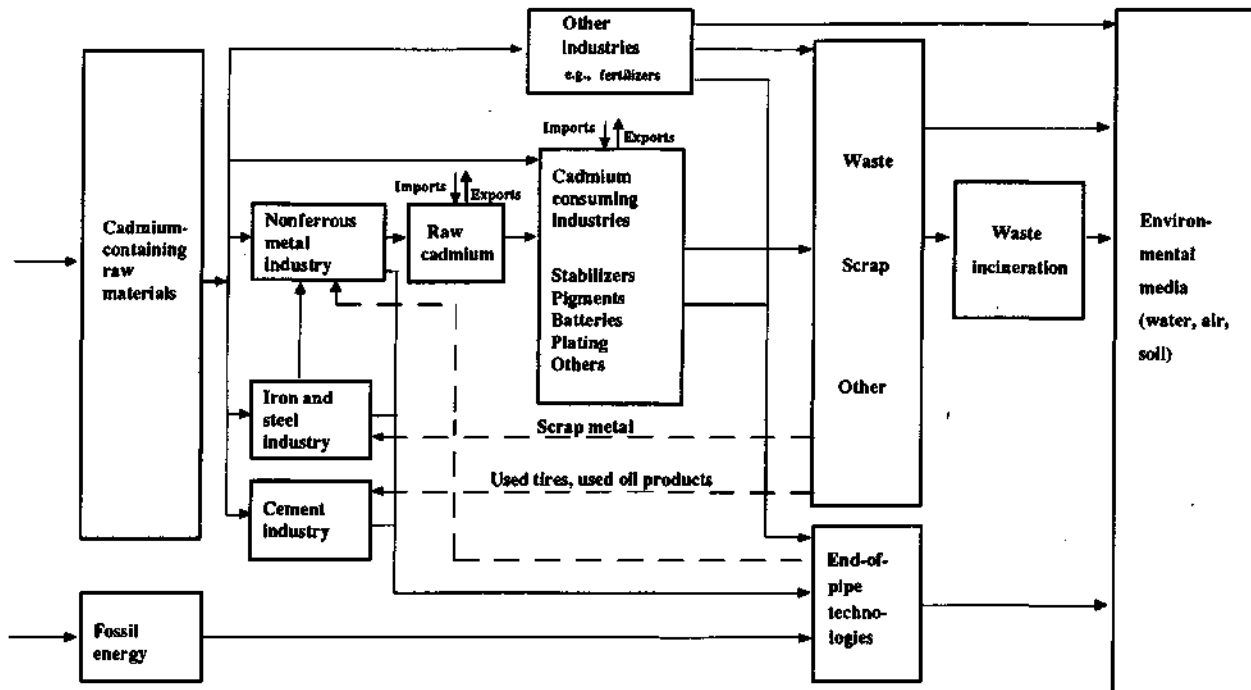 Other
Industries
e.g., fertilizers
Imports
Exports
Cadmium-
containing
raw
materials
Nonferrous
metal
industry
Imports
Exports
Raw
cadmium
Cadmium
consuming
Industries
Stabilizers
Pigments
Batteries
Plating
Others
Waste
Scrap
Other
Waste
incineration
Environ-
mental
media
(water, air,
soil)
Iron and
steel
industry
Scrap metal
Used tires, used oil products
Cement
industry
End-of-
pipe
techno-
logies
Fossil
energy